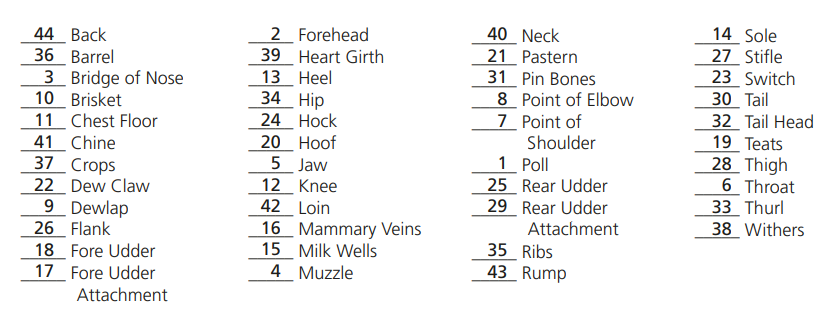 44 Back
36 Barrel
3 Bridge of Nose
10 Brisket
11 Chest Floor
41 Chine
37 Crops
22 Dew Claw
9 Dewlap
26 Flank
18 Fore Udder
17 Fore Udder
Attachment
2 Forehead
39 Heart Girth
13 Heel
34 Hip
24 Hock
20 Hoof
5 Jaw
12 Knee
42 Loin
16 Mammary Veins
15 Milk Wells
4 Muzzle
40 Neck
21 Pastern
31 Pin Bones
8 Point of Elbow
7 Point of
Shoulder
1 Poll
25 Rear Udder
29 Rear Udder
Attachment
35 Ribs
43 Rump
14 Sole
27 Stifle
23 Switch
30 Tail
32 Tail Head
19 Teats
28 Thigh
6 Throat
33 Thurl
38 Withers